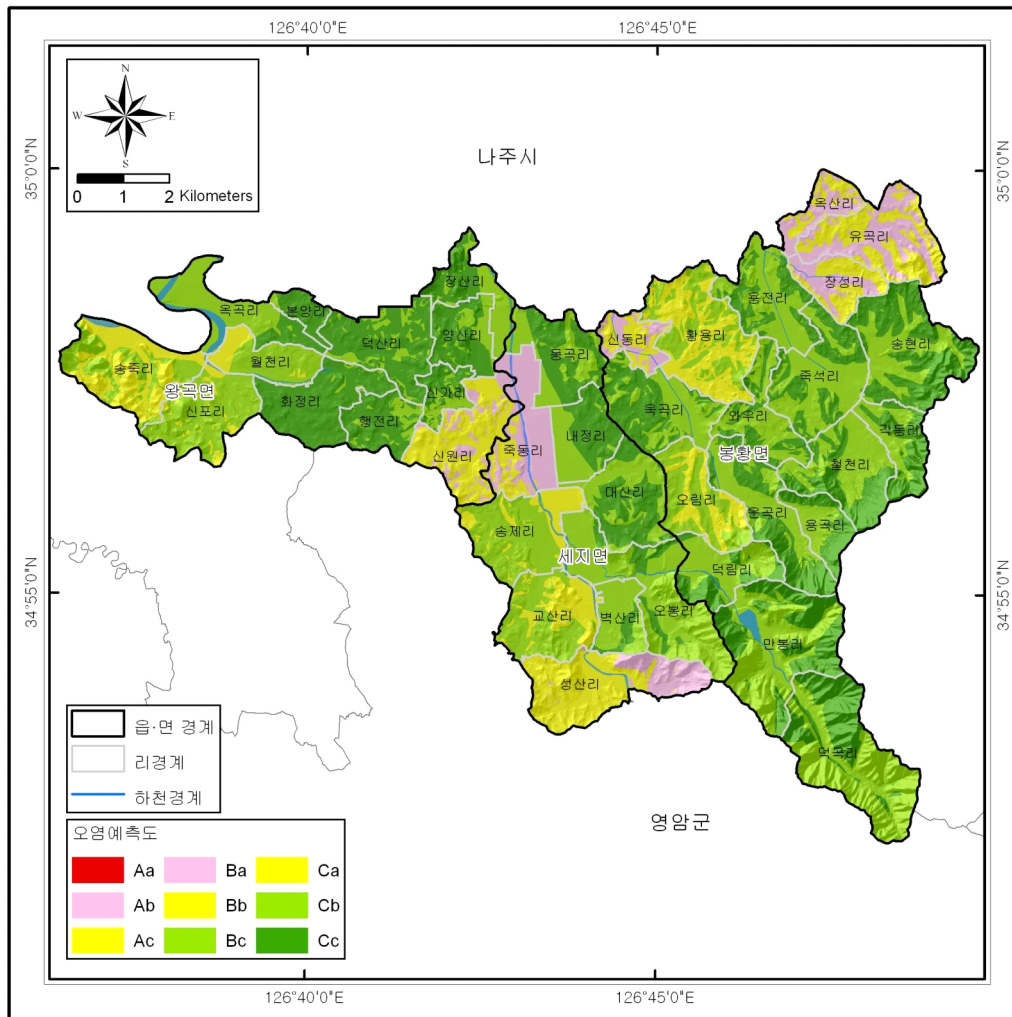 126°40'0"E
126°45'0"E
35°0'0"N
35°0'0"N
N
W
E
S
0 1 2 Kilometers
나주시
옥산리
유곡리
장성리
장산리
용전리
옥곡리
본양리
덕산리
양산리
봉곡리
신동리
황용리
송현리
송죽리
월천리
죽석리
왕곡면
신가리
신포리
화정리
행전리
욱곡리
와우리
각동리
내정리
죽동리
신원리
봉황면
철천리
대산리
오림리
운곡리
용곡리
송제리
세지면
덕림리
34°55'0"N
34°55'0"N
교산리
벽산리
오봉리
만봉리
성산리
덕곡리
읍·면 경계
리경계
하천경계
영암군
오염예측도
Aa Ba Ca
Ab Bb Cb
Ac Bc Cc
126°40'0"E
126°45'0"E